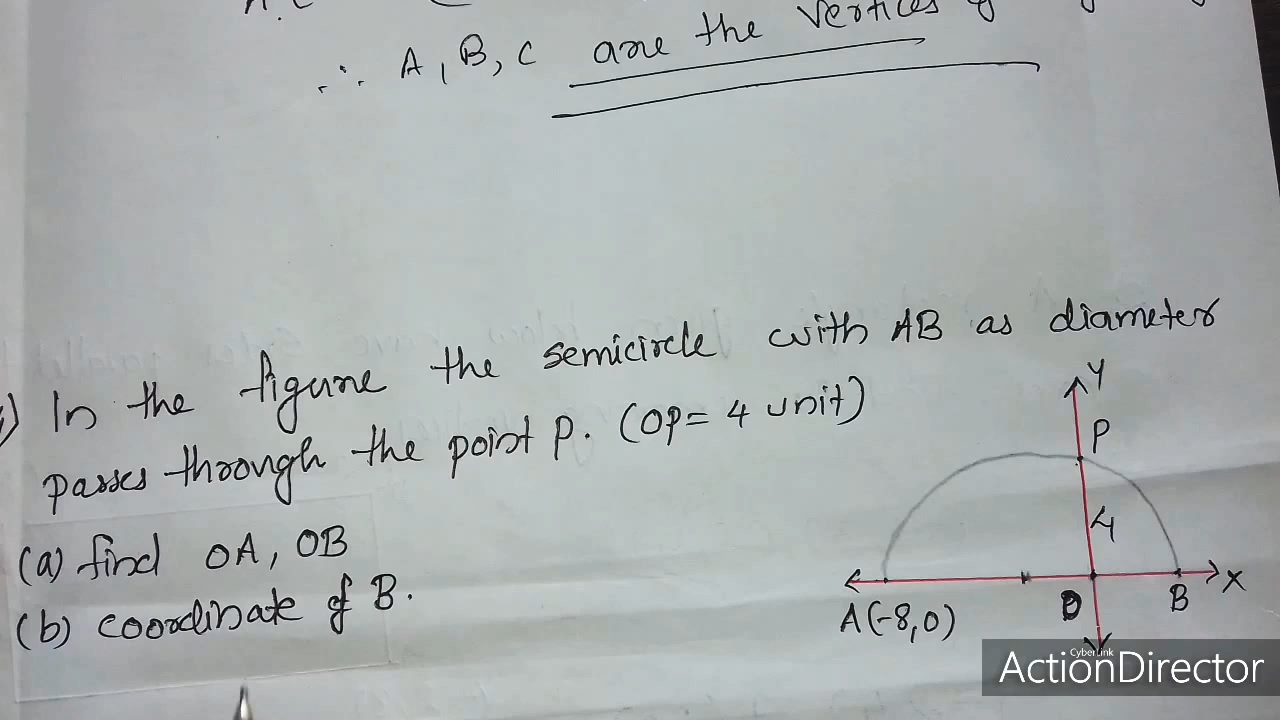 ∴ A, B, C are the vertices
In the figure the semicircle with AB as diameter
passes through the point P. (OP = 4 unit)
(a) find OA, OB
(b) coordinate of B.
Y
P
4
X
A(-8,0)
O
B
CyberLink
ActionDirector